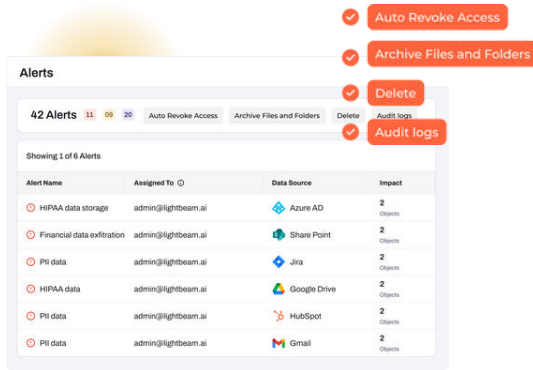 Auto Revoke Access
Archive Files and Folders
Delete
Audit logs
Alerts
42 Alerts 11 09 20 Auto Revoke Access Archive Files and Folders Delete Audit logs
Showing 1 of 6 Alerts
Alert Name Assigned To Data Source Impact
HIPAA data storage admin@lightbeam.ai Azure AD 2 Objects
Financial data exfitration admin@lightbeam.ai Share Point 2 Objects
PII data admin@lightbeam.ai Jira 2 Objects
HIPAA data admin@lightbeam.ai Google Drive 2 Objects
PII data admin@lightbeam.ai HubSpot 2 Objects
PII data admin@lightbeam.ai Gmail 2 Objects